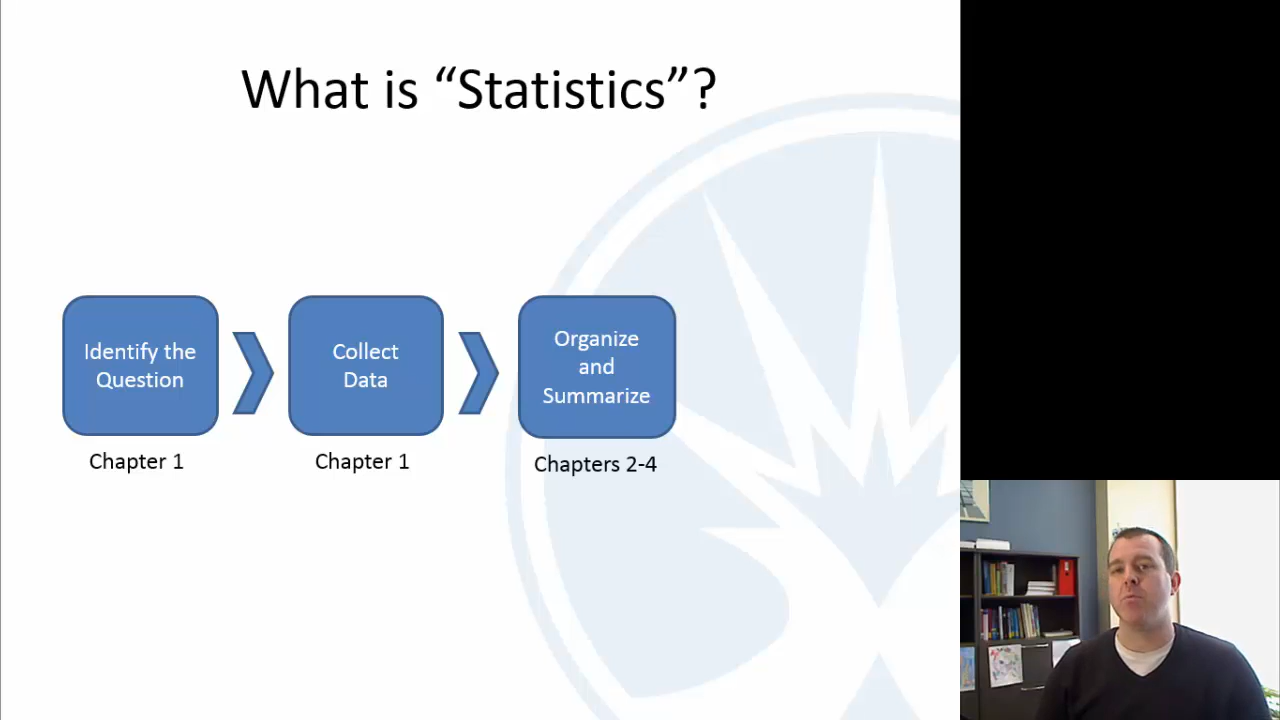 What is “Statistics”?
Identify the
Question
Collect
Data
Organize
and
Summarize
Chapter 1
Chapter 1
Chapters 2-4